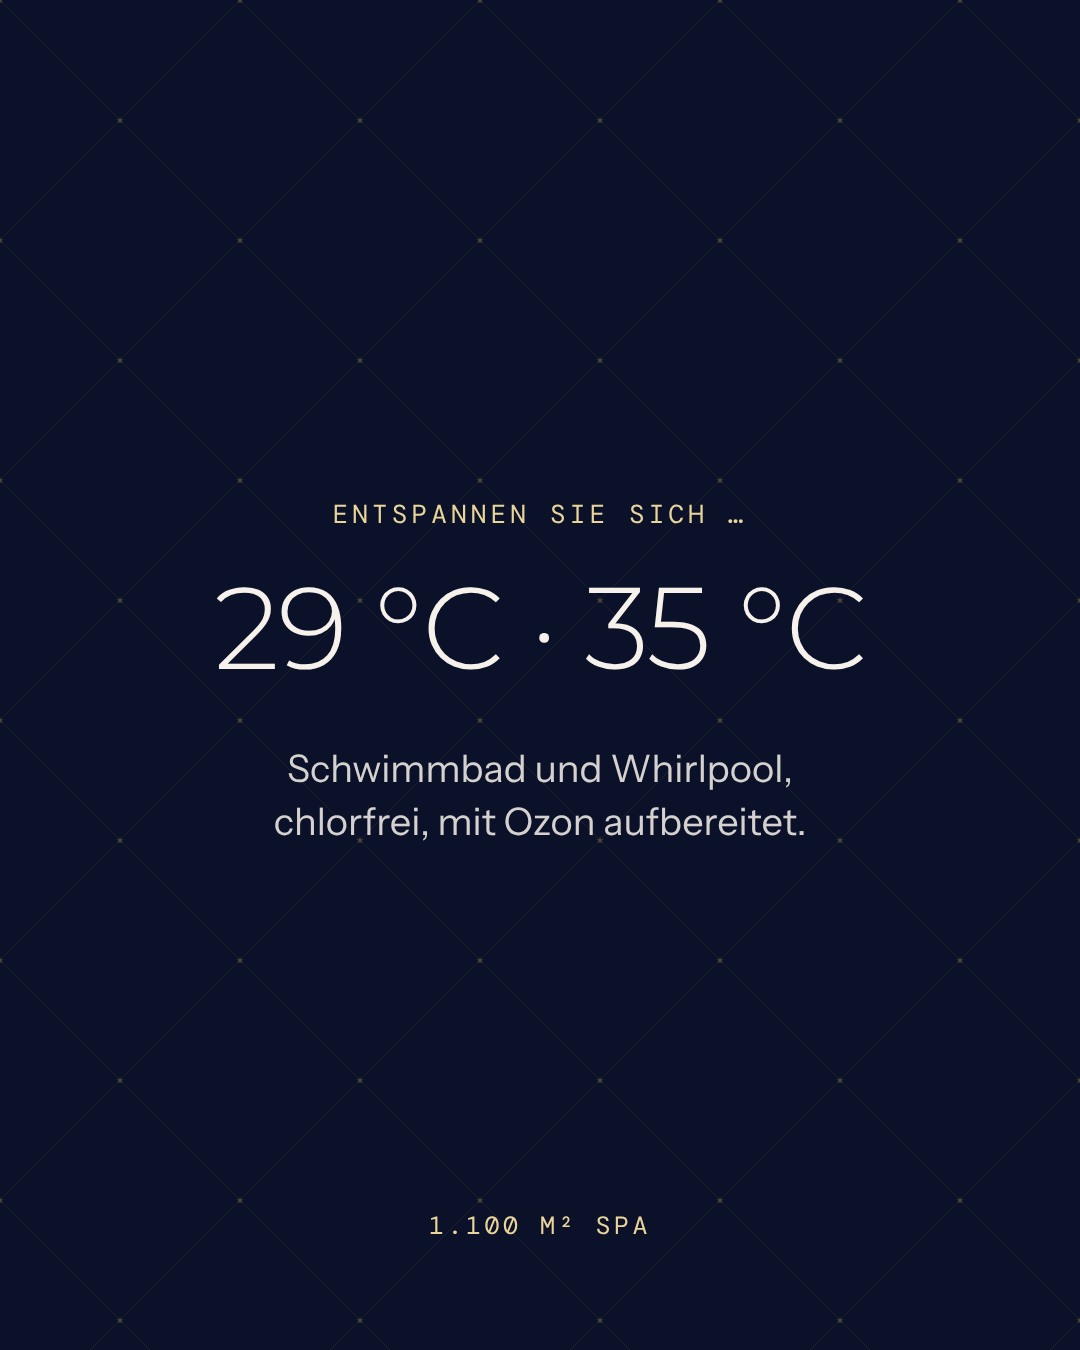 ENTSPANNEN SIE SICH …
29 °C · 35 °C
Schwimmbad und Whirlpool,
chlorfrei, mit Ozon aufbereitet.
1.100 M² SPA